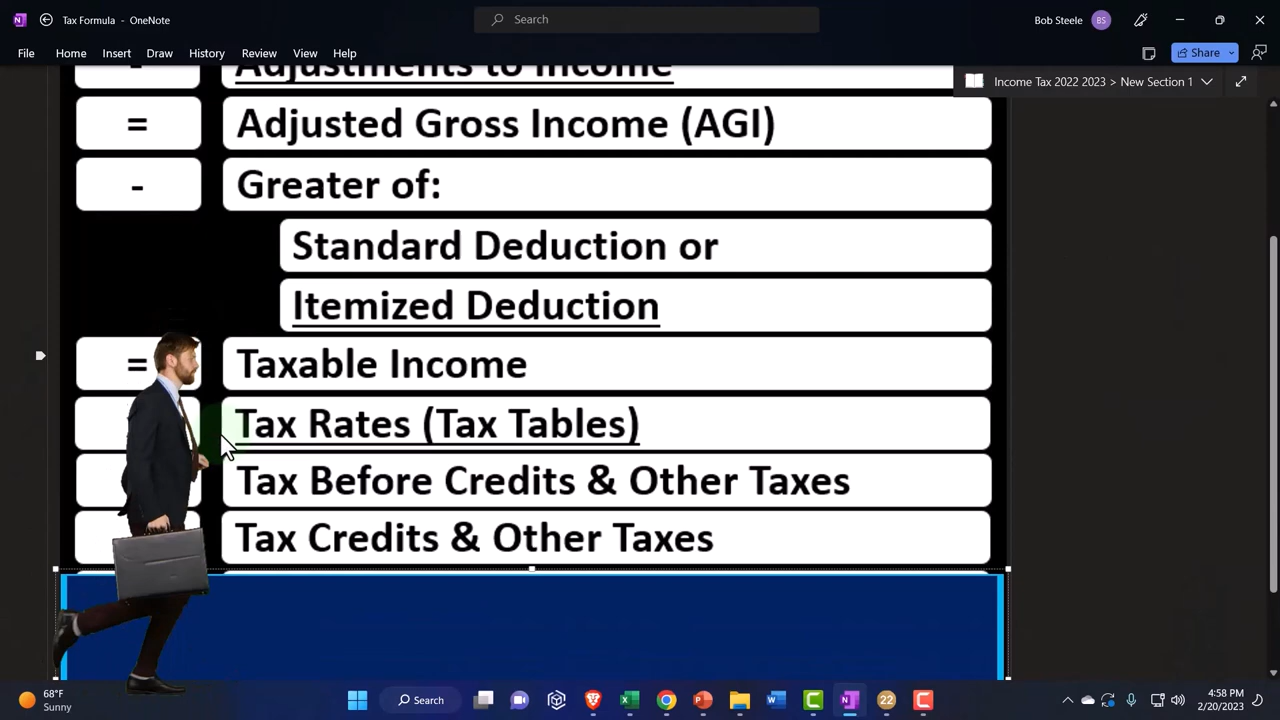 Tax Formula - OneNote
Search
Bob Steele
BS
File Home Insert Draw History Review View Help
Share
Income Tax 2022 2023 > New Section 1
- Adjustments to Income
= Adjusted Gross Income (AGI)
- Greater of:
Standard Deduction or
Itemized Deduction
= Taxable Income
Tax Rates (Tax Tables)
Tax Before Credits & Other Taxes
Tax Credits & Other Taxes
68°F
Sunny
Search
22
4:58 PM
2/20/2023